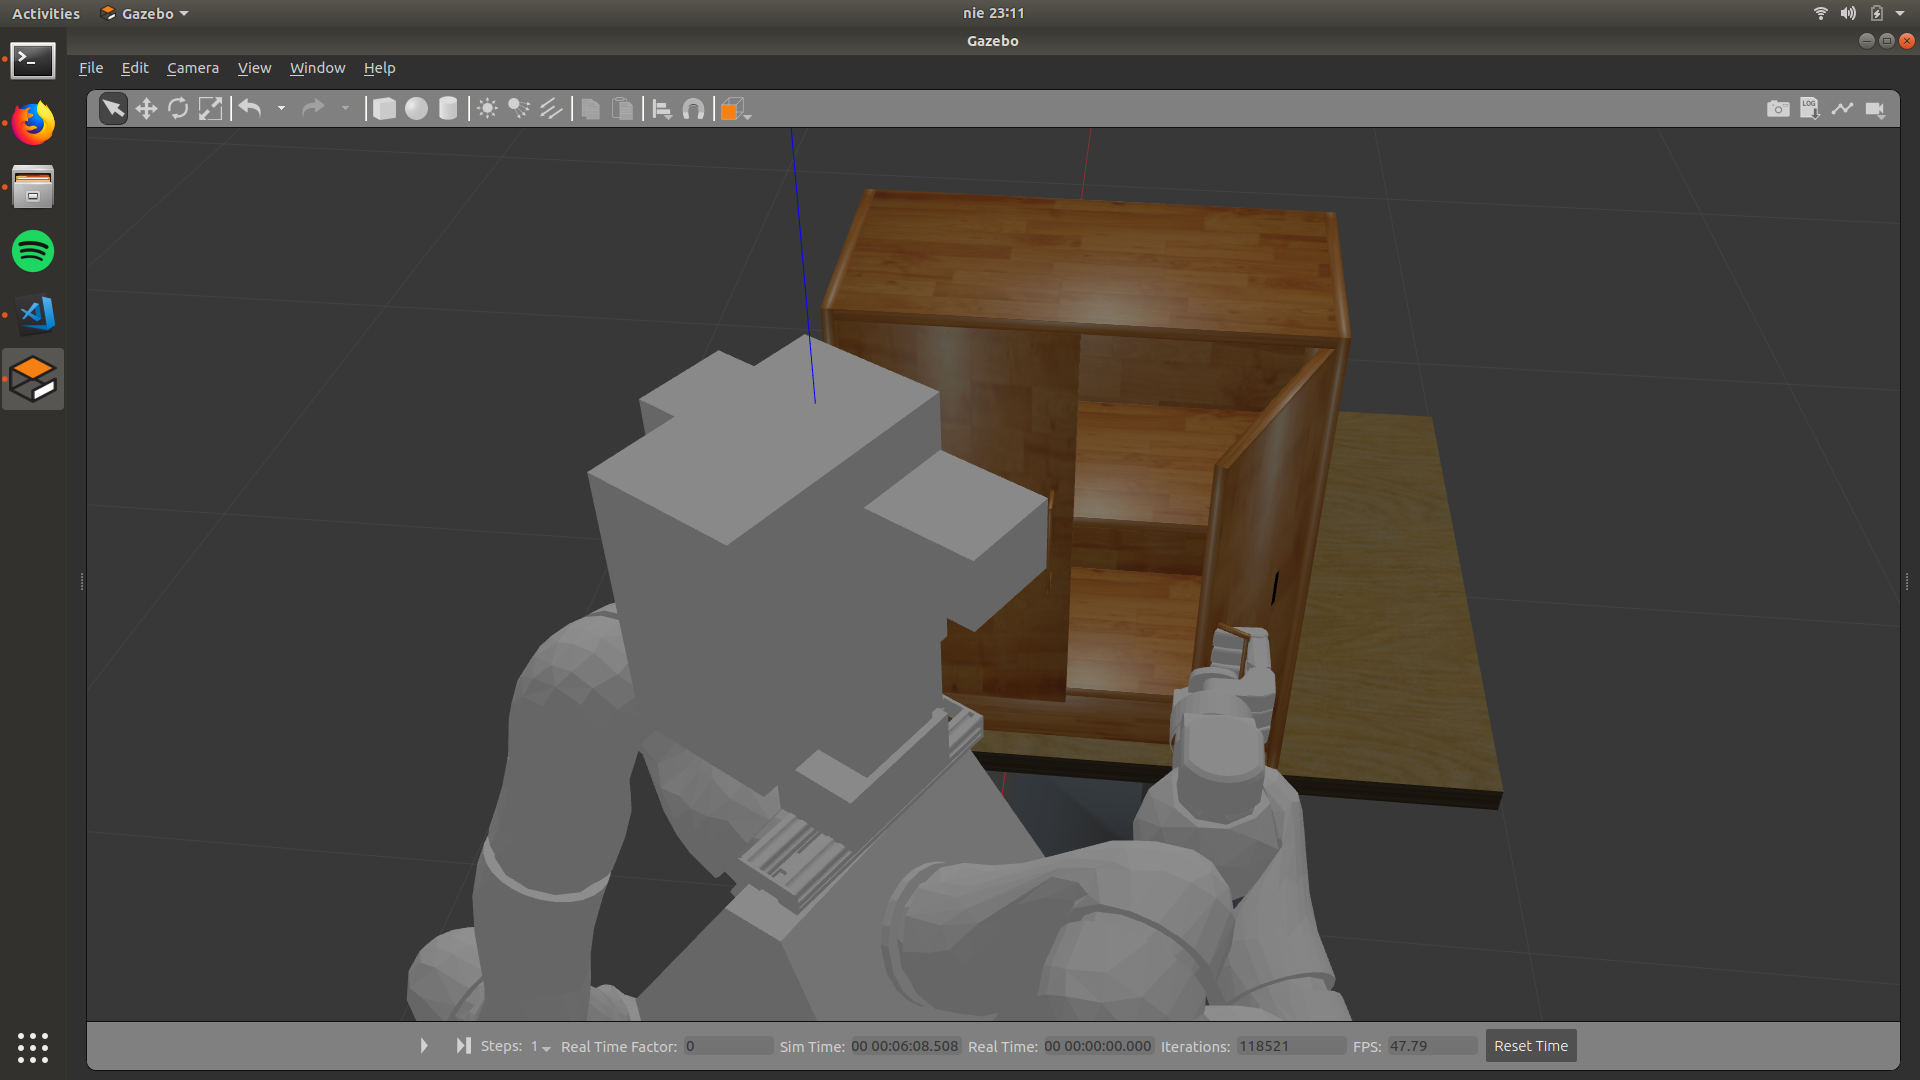 Activities Gazebo nie 23:11
Gazebo
File Edit Camera View Window Help
LOG
Steps: 1 Real Time Factor: 0 Sim Time: 00 00:06:08.508 Real Time: 00 00:00:00.000 Iterations: 118521 FPS: 47.79 Reset Time